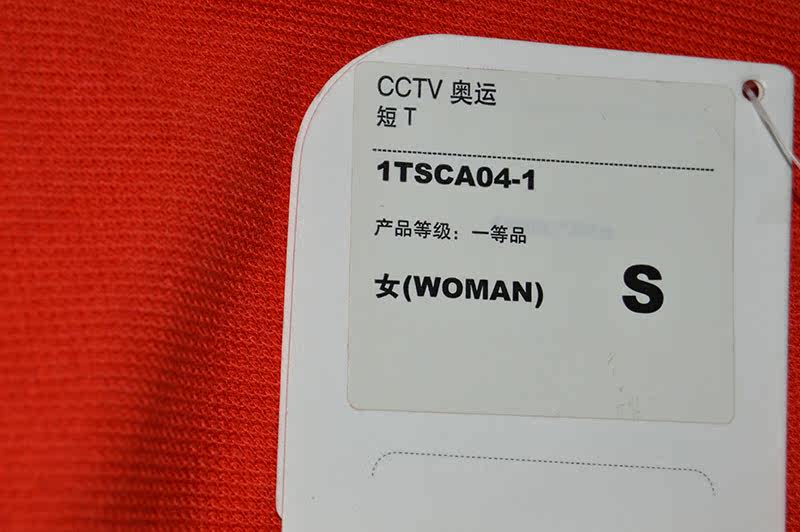 CCTV 奥运
短 T
1TSCA04-1
产品等级：一等品
女(WOMAN) S